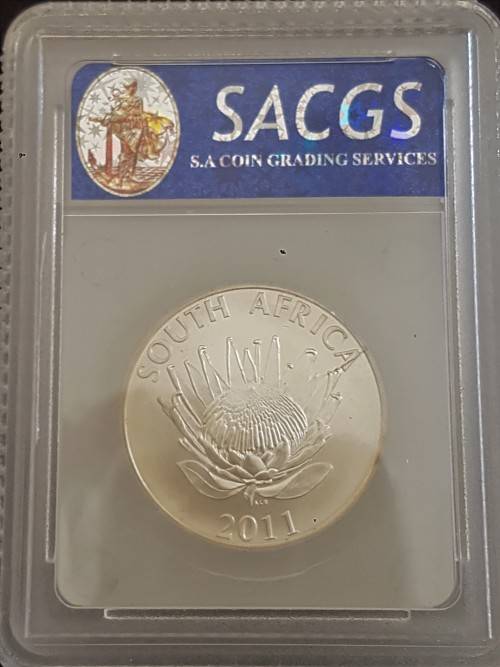 SACGS
S.A COIN GRADING SERVICES
SOUTH AFRICA
2011